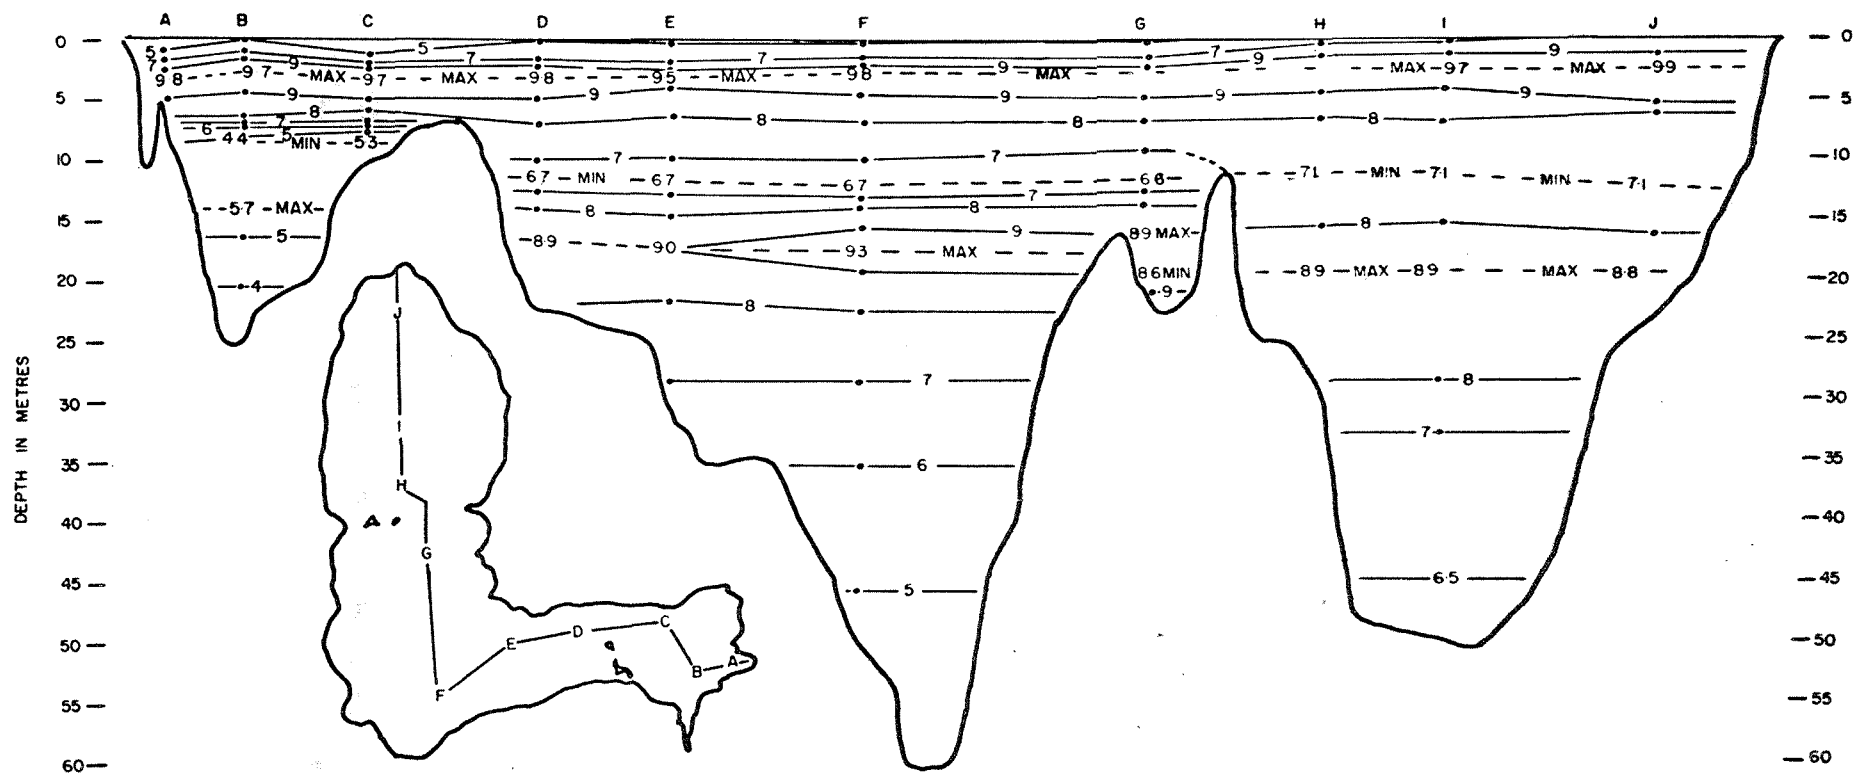 A B C D E F G H I J
0 5 7 7 9 0
5 7 9 9
7 9 9
9 8 9 7 MAX 9 7 MAX 9 8 9 5 MAX 9 8 MAX MAX 9 7 MAX 9 9
5 9 9 9 9 9 5
8 8 8 8
6 7
4 4 5 MIN 5 3
10 7 7 10
6 7 MIN 6 7 6 7 6 6 7 1 MIN 7 1 MIN 7 1
7
5·7 MAX 8 8
15 8 15
5 8 9 9 0 9 8 9 MAX
9 3 MAX
20 4 8 6 MIN 8 9 MAX 8 9 MAX 8·8 20
·9
8
25 25
7 8
30 30
7
35 6 35
40 40
45 5 6·5 45
50 50
55 55
60 60
DEPTH IN METRES
J
I
H
A
G
E D C
F B A